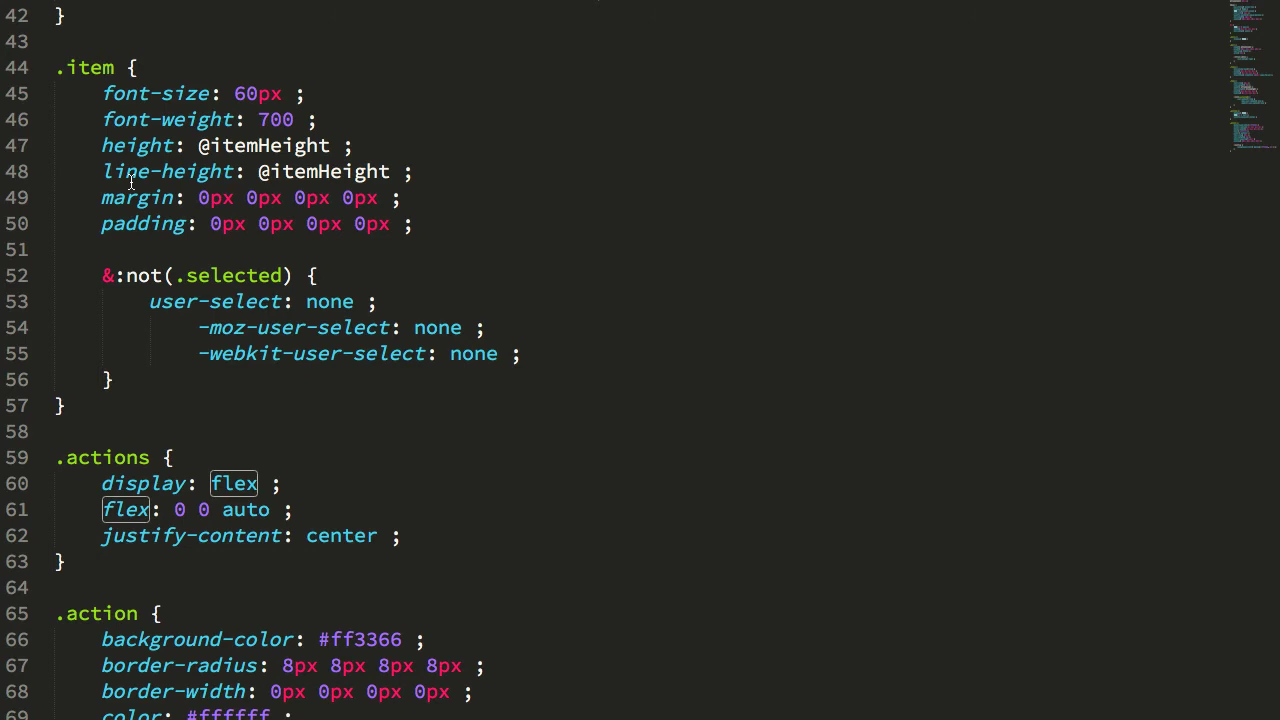 42 }
43
44 .item {
45 font-size: 60px ;
46 font-weight: 700 ;
47 height: @itemHeight ;
48 line-height: @itemHeight ;
49 margin: 0px 0px 0px 0px ;
50 padding: 0px 0px 0px 0px ;
51
52 &:not(.selected) {
53 user-select: none ;
54 -moz-user-select: none ;
55 -webkit-user-select: none ;
56 }
57 }
58
59 .actions {
60 display: flex ;
61 flex: 0 0 auto ;
62 justify-content: center ;
63 }
64
65 .action {
66 background-color: #ff3366 ;
67 border-radius: 8px 8px 8px 8px ;
68 border-width: 0px 0px 0px 0px ;
69 color: #ffffff ;